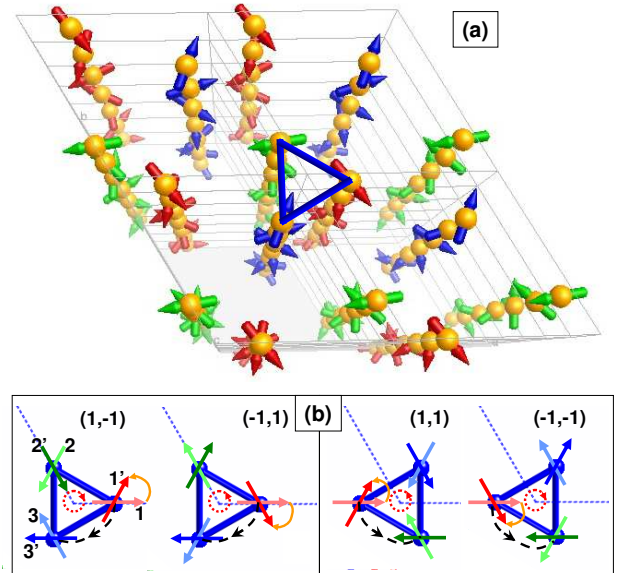 (a)
b
c
(b)
(1,-1)
(-1,1)
(1,1)
(-1,-1)
2'
2
1'
1
3
3'